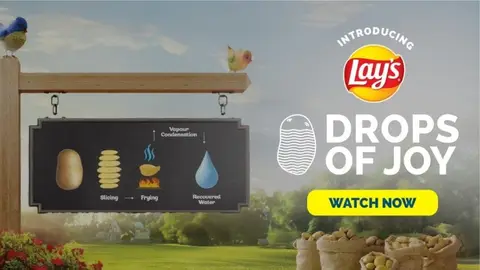 INTRODUCING
Lay's
DROPS
OF JOY
WATCH NOW
Vapour
Condensation
Slicing
Frying
Recovered
Water